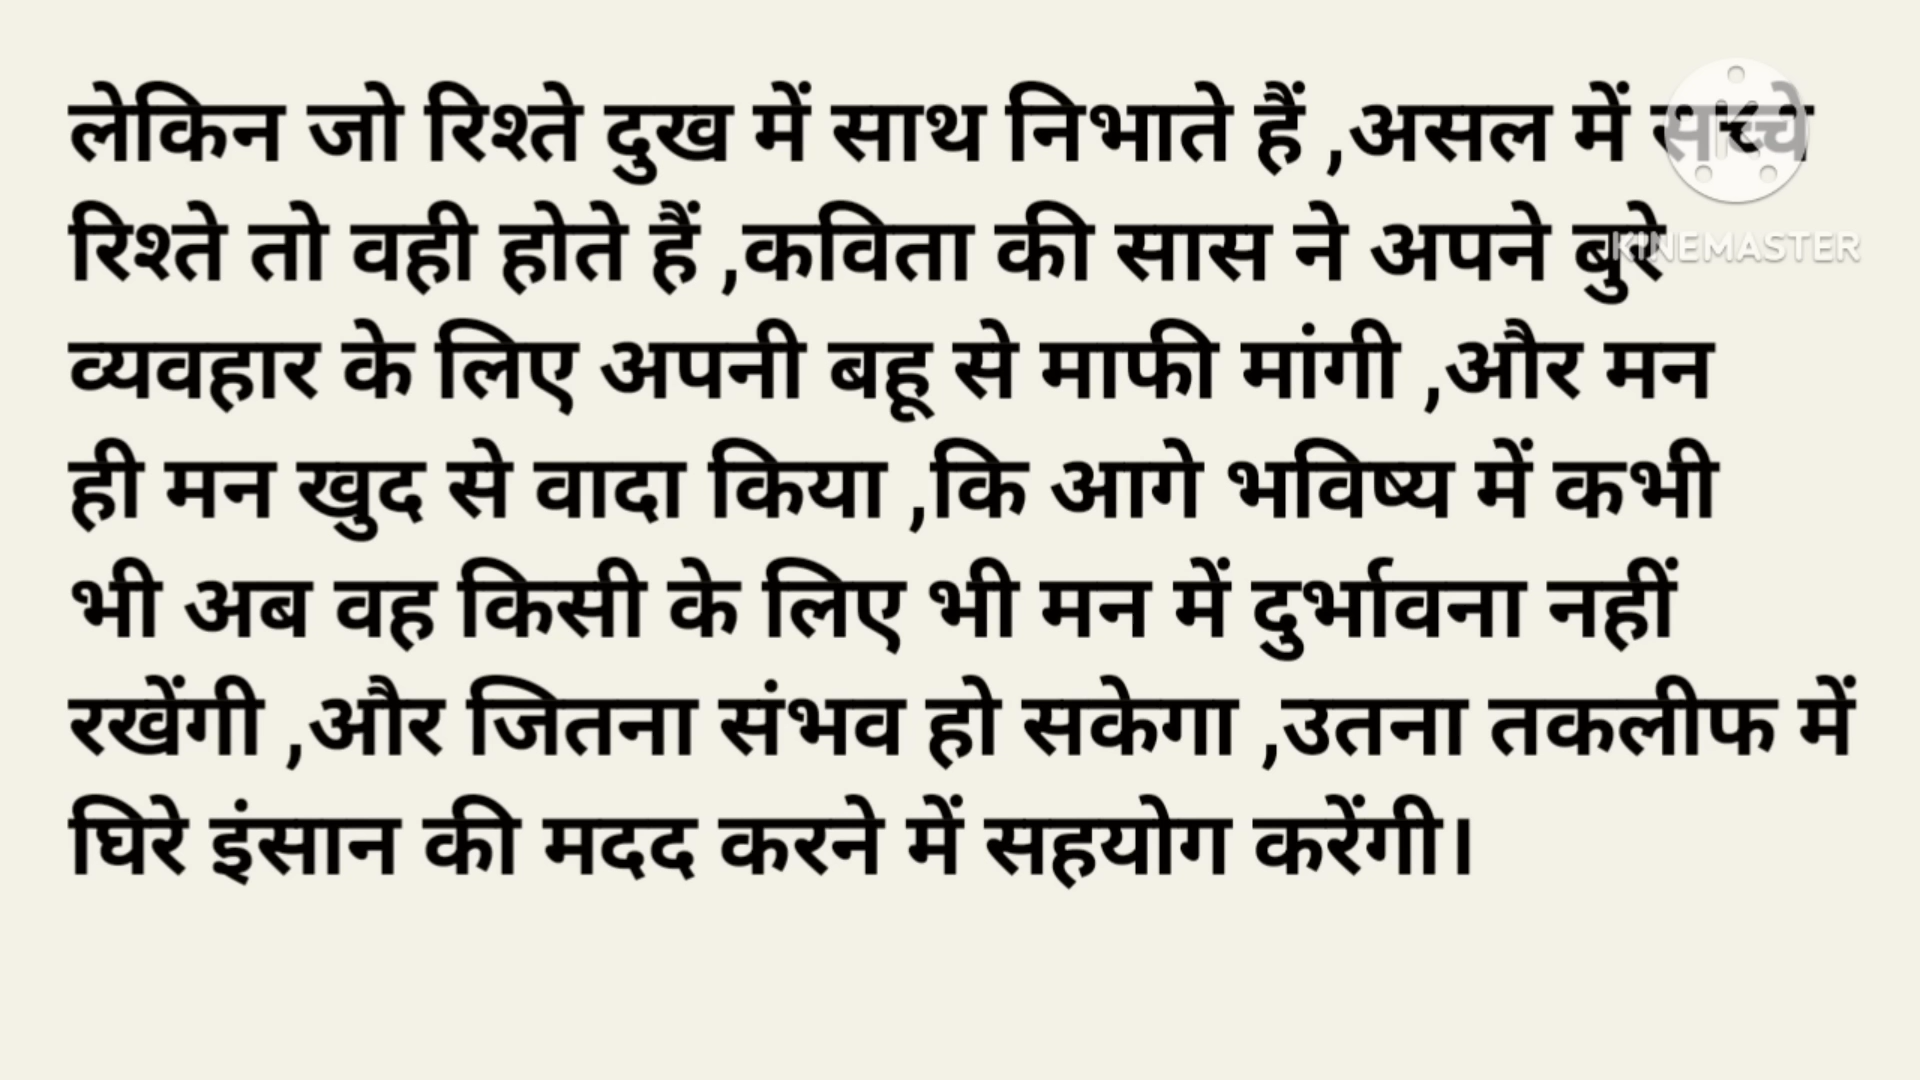 लेकिन जो रिश्ते दुख में साथ निभाते हैं ,असल में सच्चे
रिश्ते तो वही होते हैं ,कविता की सास ने अपने बुरे
KINEMASTER
व्यवहार के लिए अपनी बहू से माफी मांगी ,और मन
ही मन खुद से वादा किया ,कि आगे भविष्य में कभी
भी अब वह किसी के लिए भी मन में दुर्भावना नहीं
रखेंगी ,और जितना संभव हो सकेगा ,उतना तकलीफ में
घिरे इंसान की मदद करने में सहयोग करेंगी।